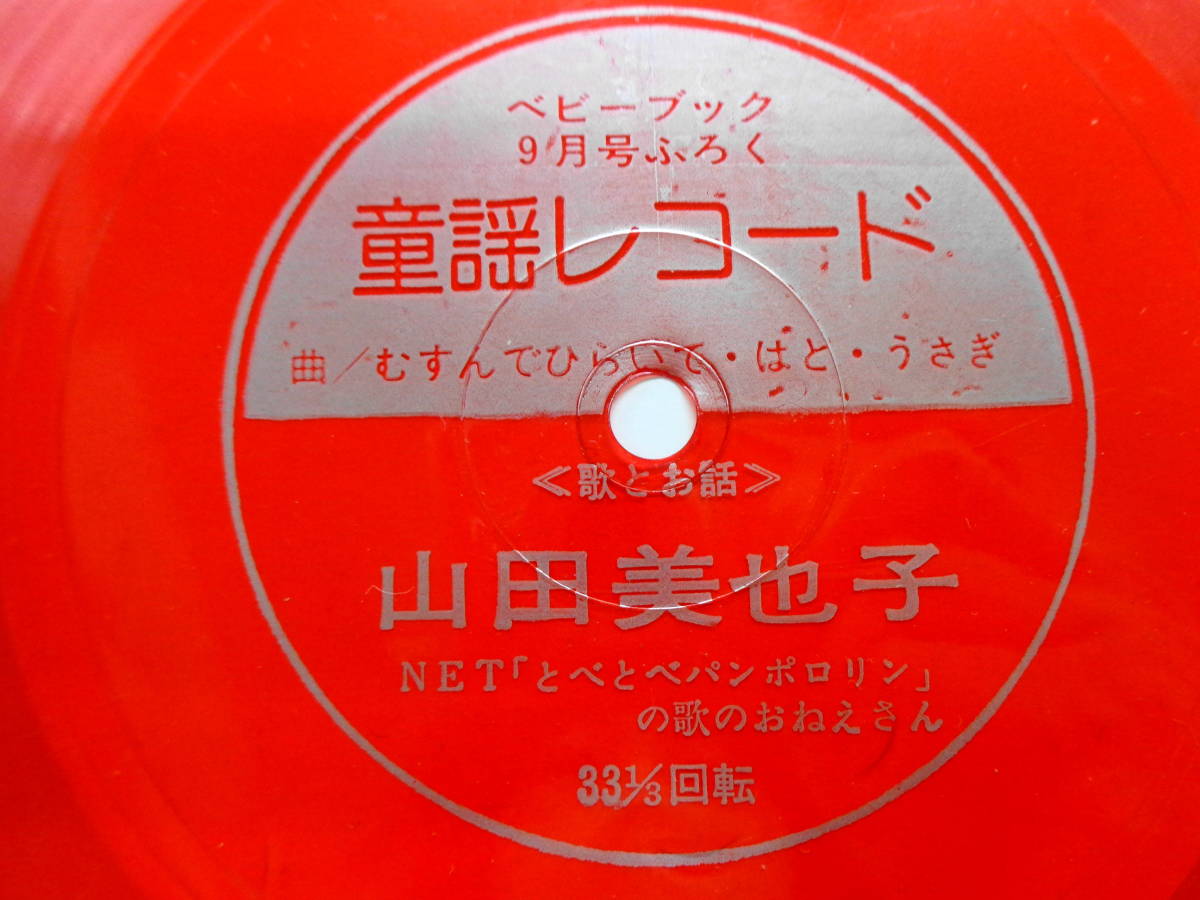 ベビーブック
9月号ふろく
童謡レコード
曲／むすんでひらいて・はと・うさぎ
≪歌とお話≫
山田美也子
NET「とべとべパンポロリン」
の歌のおねえさん
33⅓回転